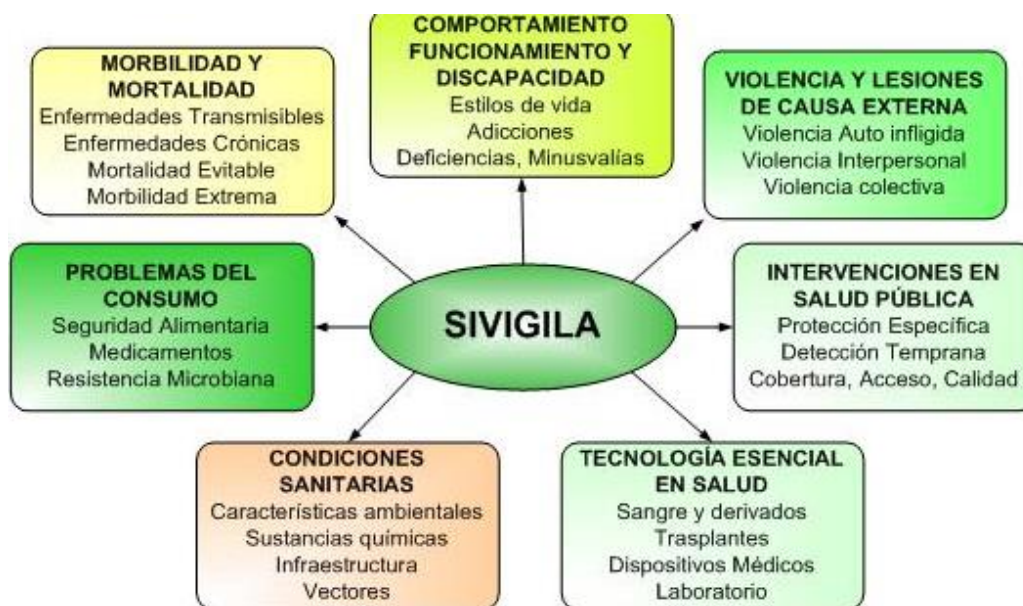 COMPORTAMIENTO
FUNCIONAMIENTO Y
DISCAPACIDAD
Estilos de vida
Adicciones
Deficiencias, Minusvalías
MORBILIDAD Y
MORTALIDAD
Enfermedades Transmisibles
Enfermedades Crónicas
Mortalidad Evitable
Morbilidad Extrema
VIOLENCIA Y LESIONES
DE CAUSA EXTERNA
Violencia Auto infligida
Violencia Interpersonal
Violencia colectiva
PROBLEMAS DEL
CONSUMO
Seguridad Alimentaria
Medicamentos
Resistencia Microbiana
SIVIGILA
INTERVENCIONES EN
SALUD PÚBLICA
Protección Específica
Detección Temprana
Cobertura, Acceso, Calidad
CONDICIONES
SANITARIAS
Características ambientales
Sustancias químicas
Infraestructura
Vectores
TECNOLOGÍA ESENCIAL
EN SALUD
Sangre y derivados
Trasplantes
Dispositivos Médicos
Laboratorio